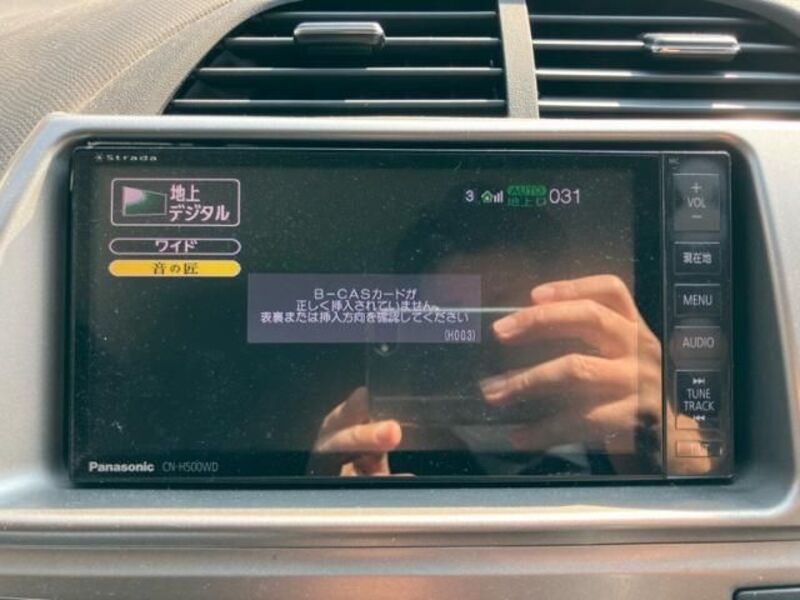 Strada
地上
デジタル
3
AUTO
地上D
031
ワイド
音の匠
B-CASカードが
正しく挿入されていません。
表裏または挿入方向を確認してください
(H003)
Panasonic CN-H500WD
MIC
+
VOL
-
現在地
MENU
AUDIO
TUNE
TRACK